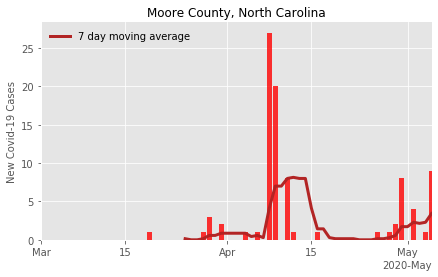 Moore County, North Carolina
7 day moving average
New Covid-19 Cases
25
20
15
10
5
0
Mar 15 Apr 15 May
2020-May